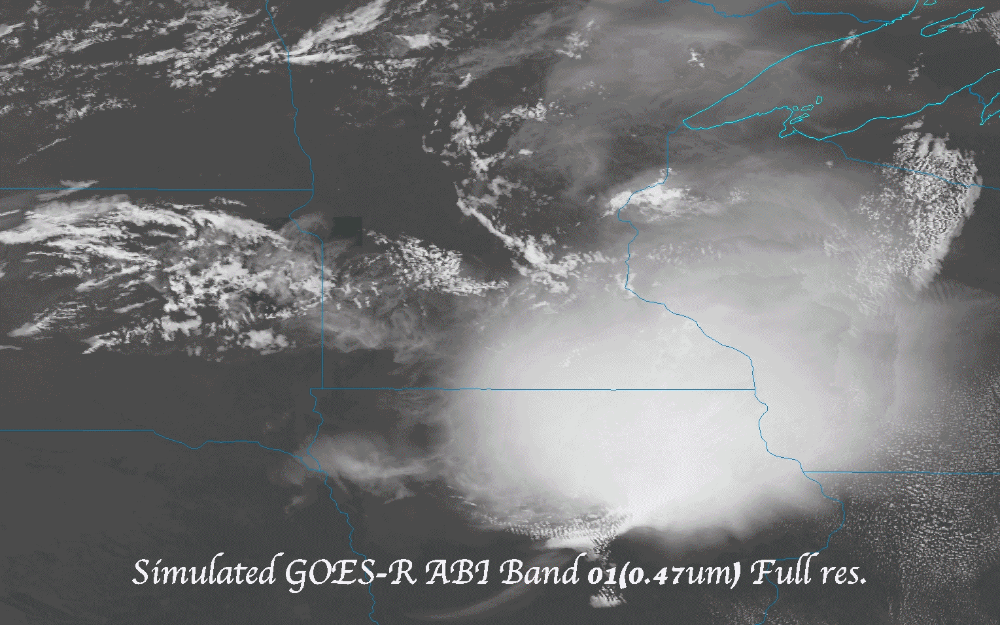 Simulated GOES-R ABI Band 01(0.47um) Full res.